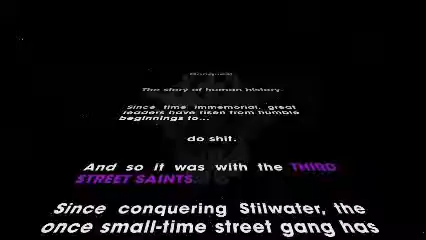 The story of human history.
Since time immemorial, great
leaders have risen from humble
beginnings to...
do shit.
And so it was with the THIRD
STREET SAINTS.
Since conquering Stilwater, the
once small-time street gang has